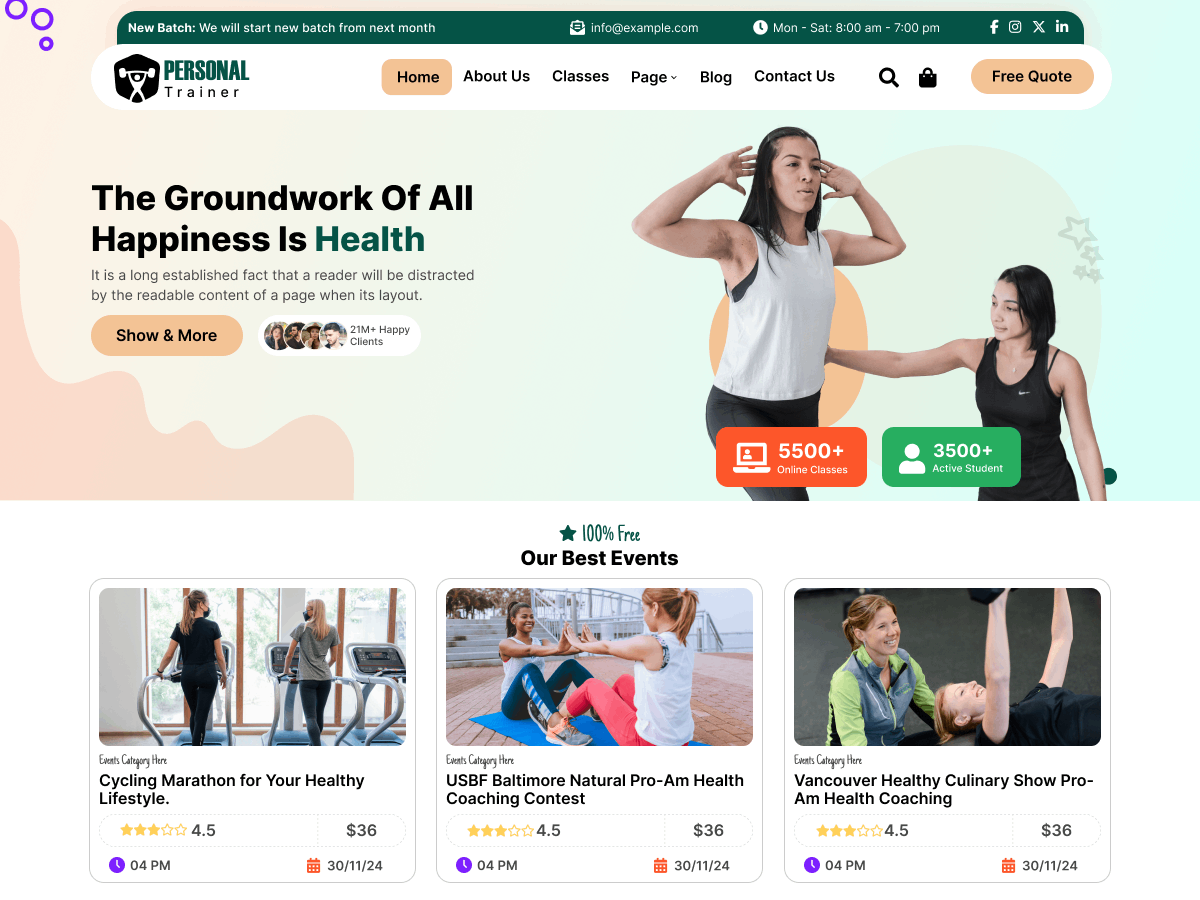 New Batch: We will start new batch from next month
info@example.com
Mon - Sat: 8:00 am - 7:00 pm
PERSONAL
Trainer
Home
About Us
Classes
Page
Blog
Contact Us
Free Quote
The Groundwork Of All
Happiness Is Health
It is a long established fact that a reader will be distracted
by the readable content of a page when its layout.
Show & More
21M+ Happy
Clients
5500+
Online Classes
3500+
Active Student
100% Free
Our Best Events
Events Category Here
Cycling Marathon for Your Healthy
Lifestyle.
4.5
$36
04 PM
30/11/24
Events Category Here
USBF Baltimore Natural Pro-Am Health
Coaching Contest
4.5
$36
04 PM
30/11/24
Events Category Here
Vancouver Healthy Culinary Show Pro-
Am Health Coaching
4.5
$36
04 PM
30/11/24